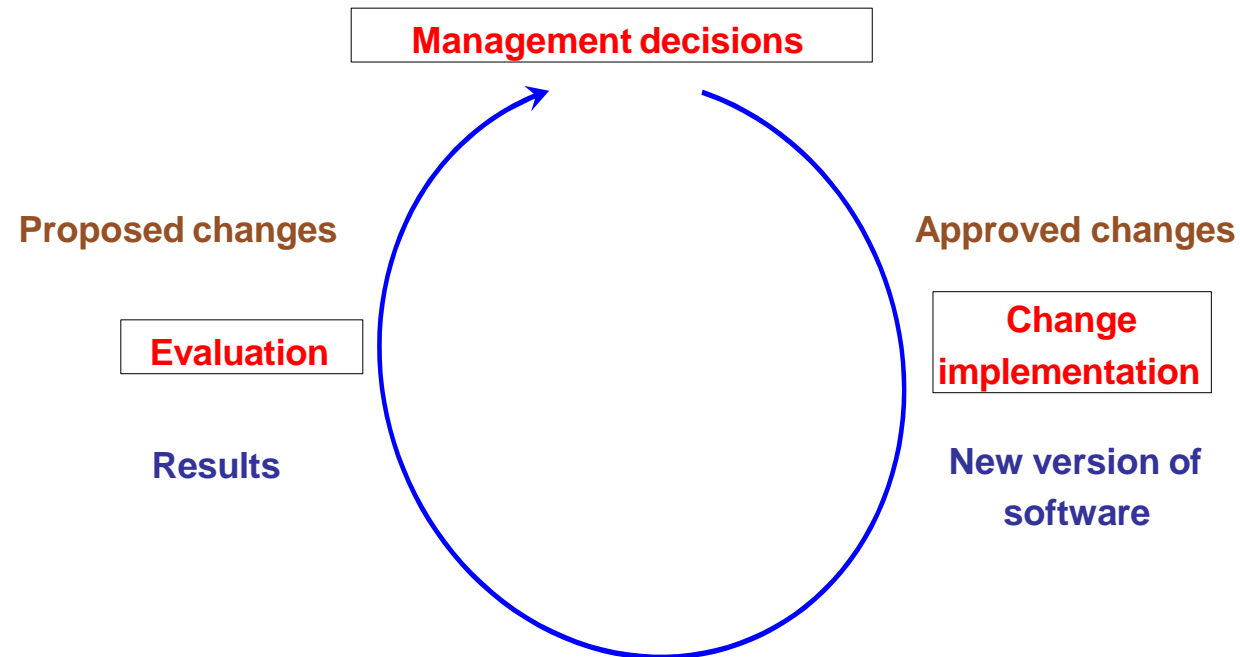 Management decisions
Proposed changes
Approved changes
Evaluation
Change
implementation
Results
New version of
software